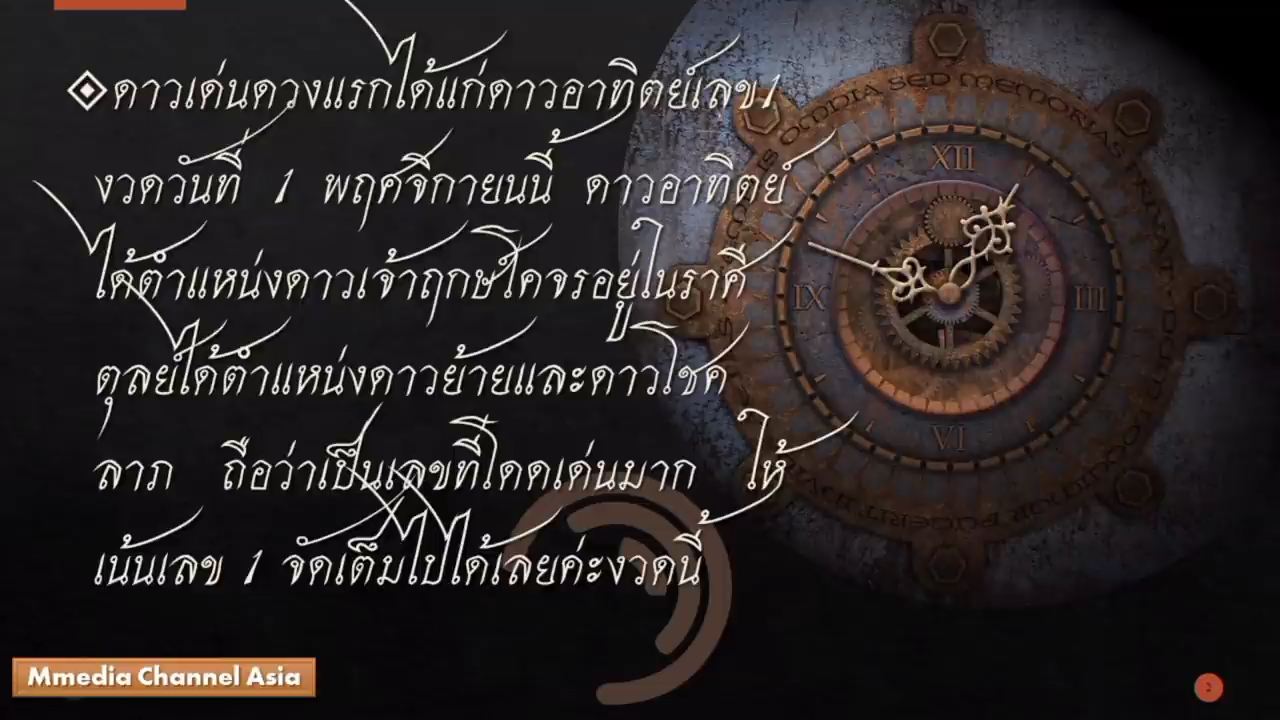 ดาวเด่นดวงแรกได้แก่ดาวอาทิตย์เลข1
งวดวันที่ 1 พฤศจิกายนนี้ ดาวอาทิตย์
ได้ตำแหน่งดาวเจ้าฤกษ์โคจรอยู่ในราศี
ตุลย์ได้ตำแหน่งดาวย้ายและดาวโชค
ลาภ ถือว่าเป็นเลขที่โดดเด่นมาก ให้
เน้นเลข 1 จัดเต็มไปได้เลยค่ะงวดนี้
OMNIA SED MEMORIAS
XII
III
VI
IX
Mmedia Channel Asia
2